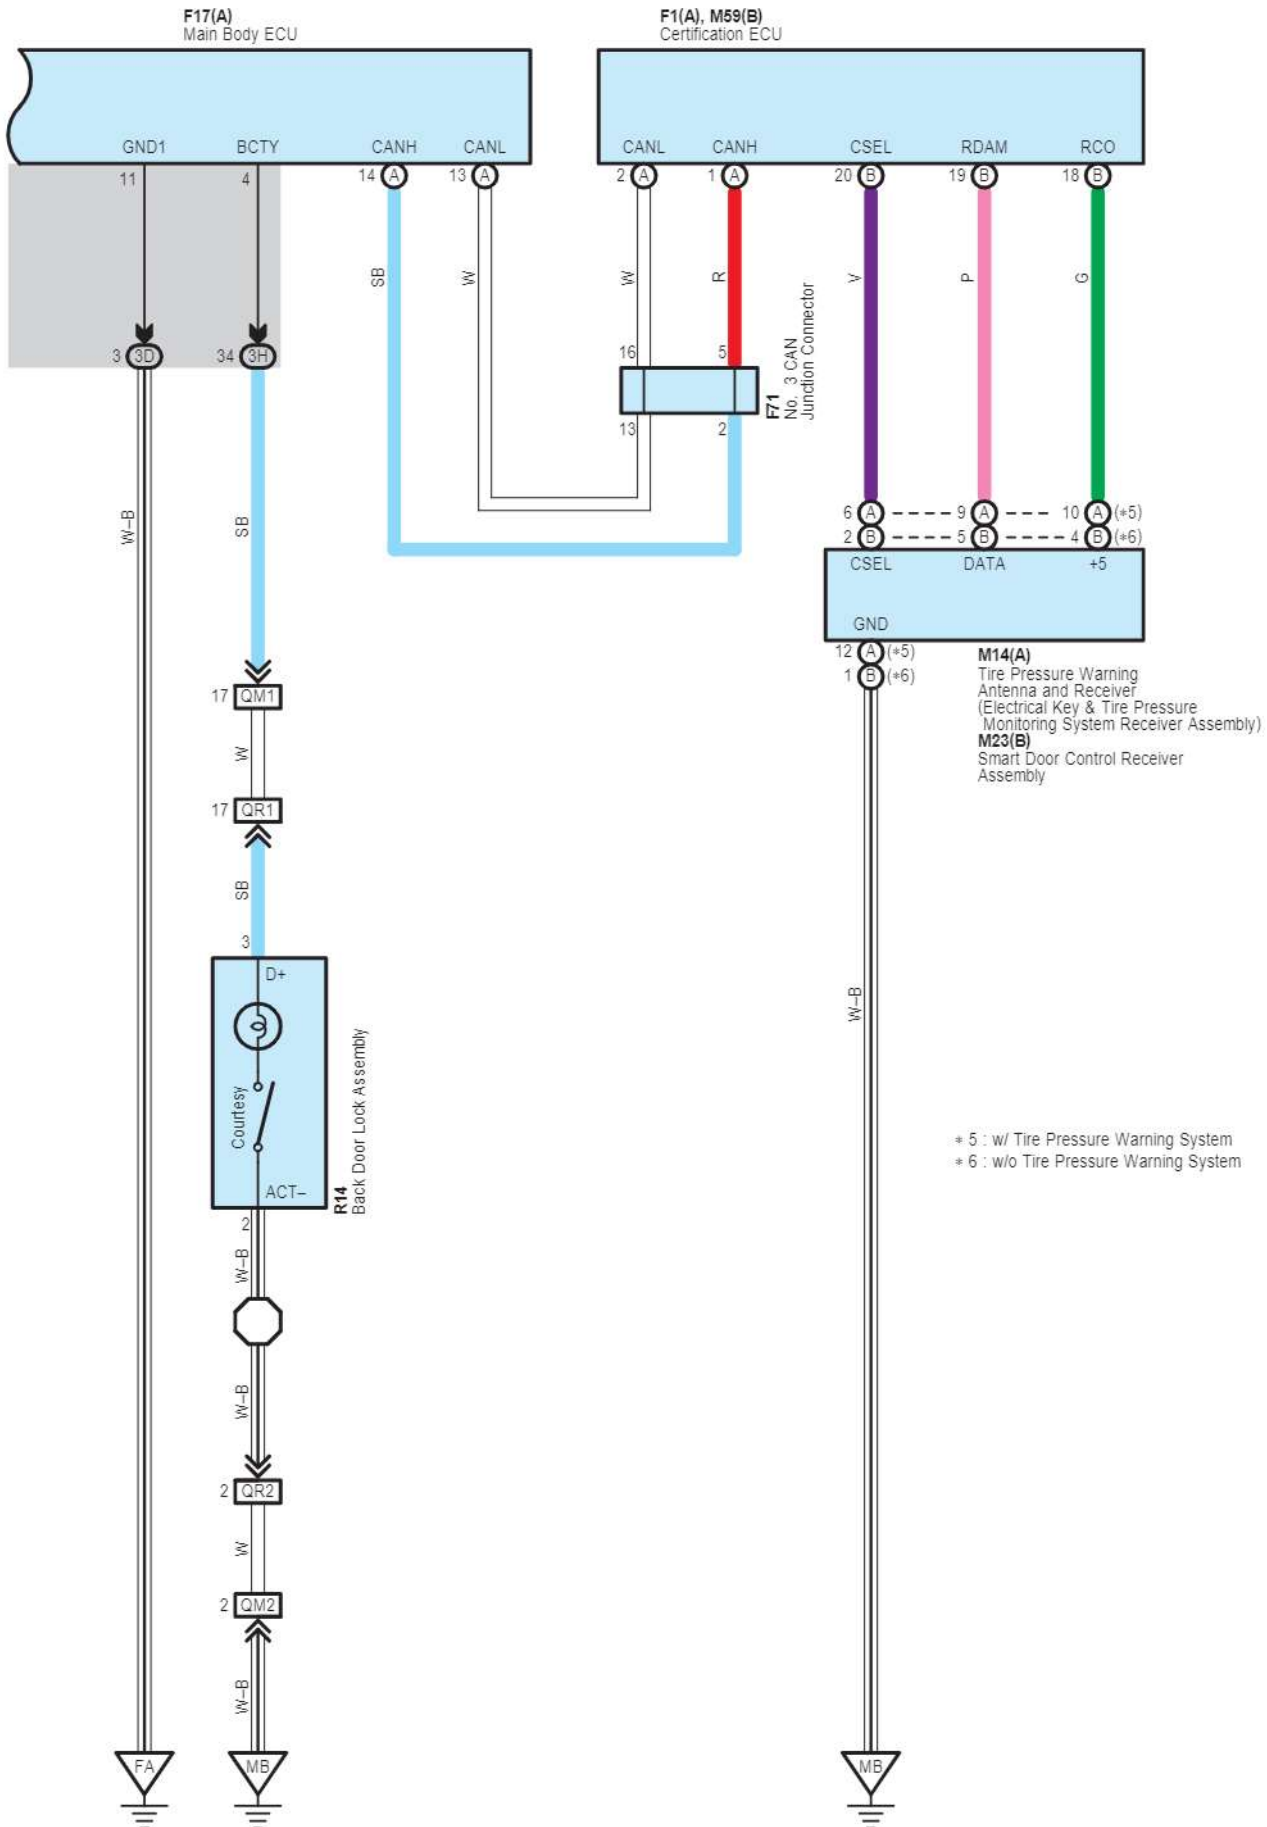 F17(A)
Main Body ECU
F1(A), M59(B)
Certification ECU
GND1
BCTY
CANH
CANL
CANL
CANH
CSEL
RDAM
RCO
11
4
14 A
13 A
2 A
1 A
20 B
19 B
18 B
SB
W
W
R
V
P
G
3 3D
34 3H
16
5
F71
No. 3 CAN
Junction Connector
13
2
W–B
SB
6 A
9 A
10 A (*5)
2 B
5 B
4 B (*6)
CSEL
DATA
+5
GND
12 A (*5)
1 B (*6)
M14(A)
Tire Pressure Warning
Antenna and Receiver
(Electrical Key & Tire Pressure
Monitoring System Receiver Assembly)
M23(B)
Smart Door Control Receiver
Assembly
17 QM1
W
17 QR1
SB
3
D+
Courtesy
ACT–
R14
Back Door Lock Assembly
2
W–B
W–B
W–B
2 QR2
W
2 QM2
W–B
* 5 : w/ Tire Pressure Warning System
* 6 : w/o Tire Pressure Warning System
FA
MB
MB